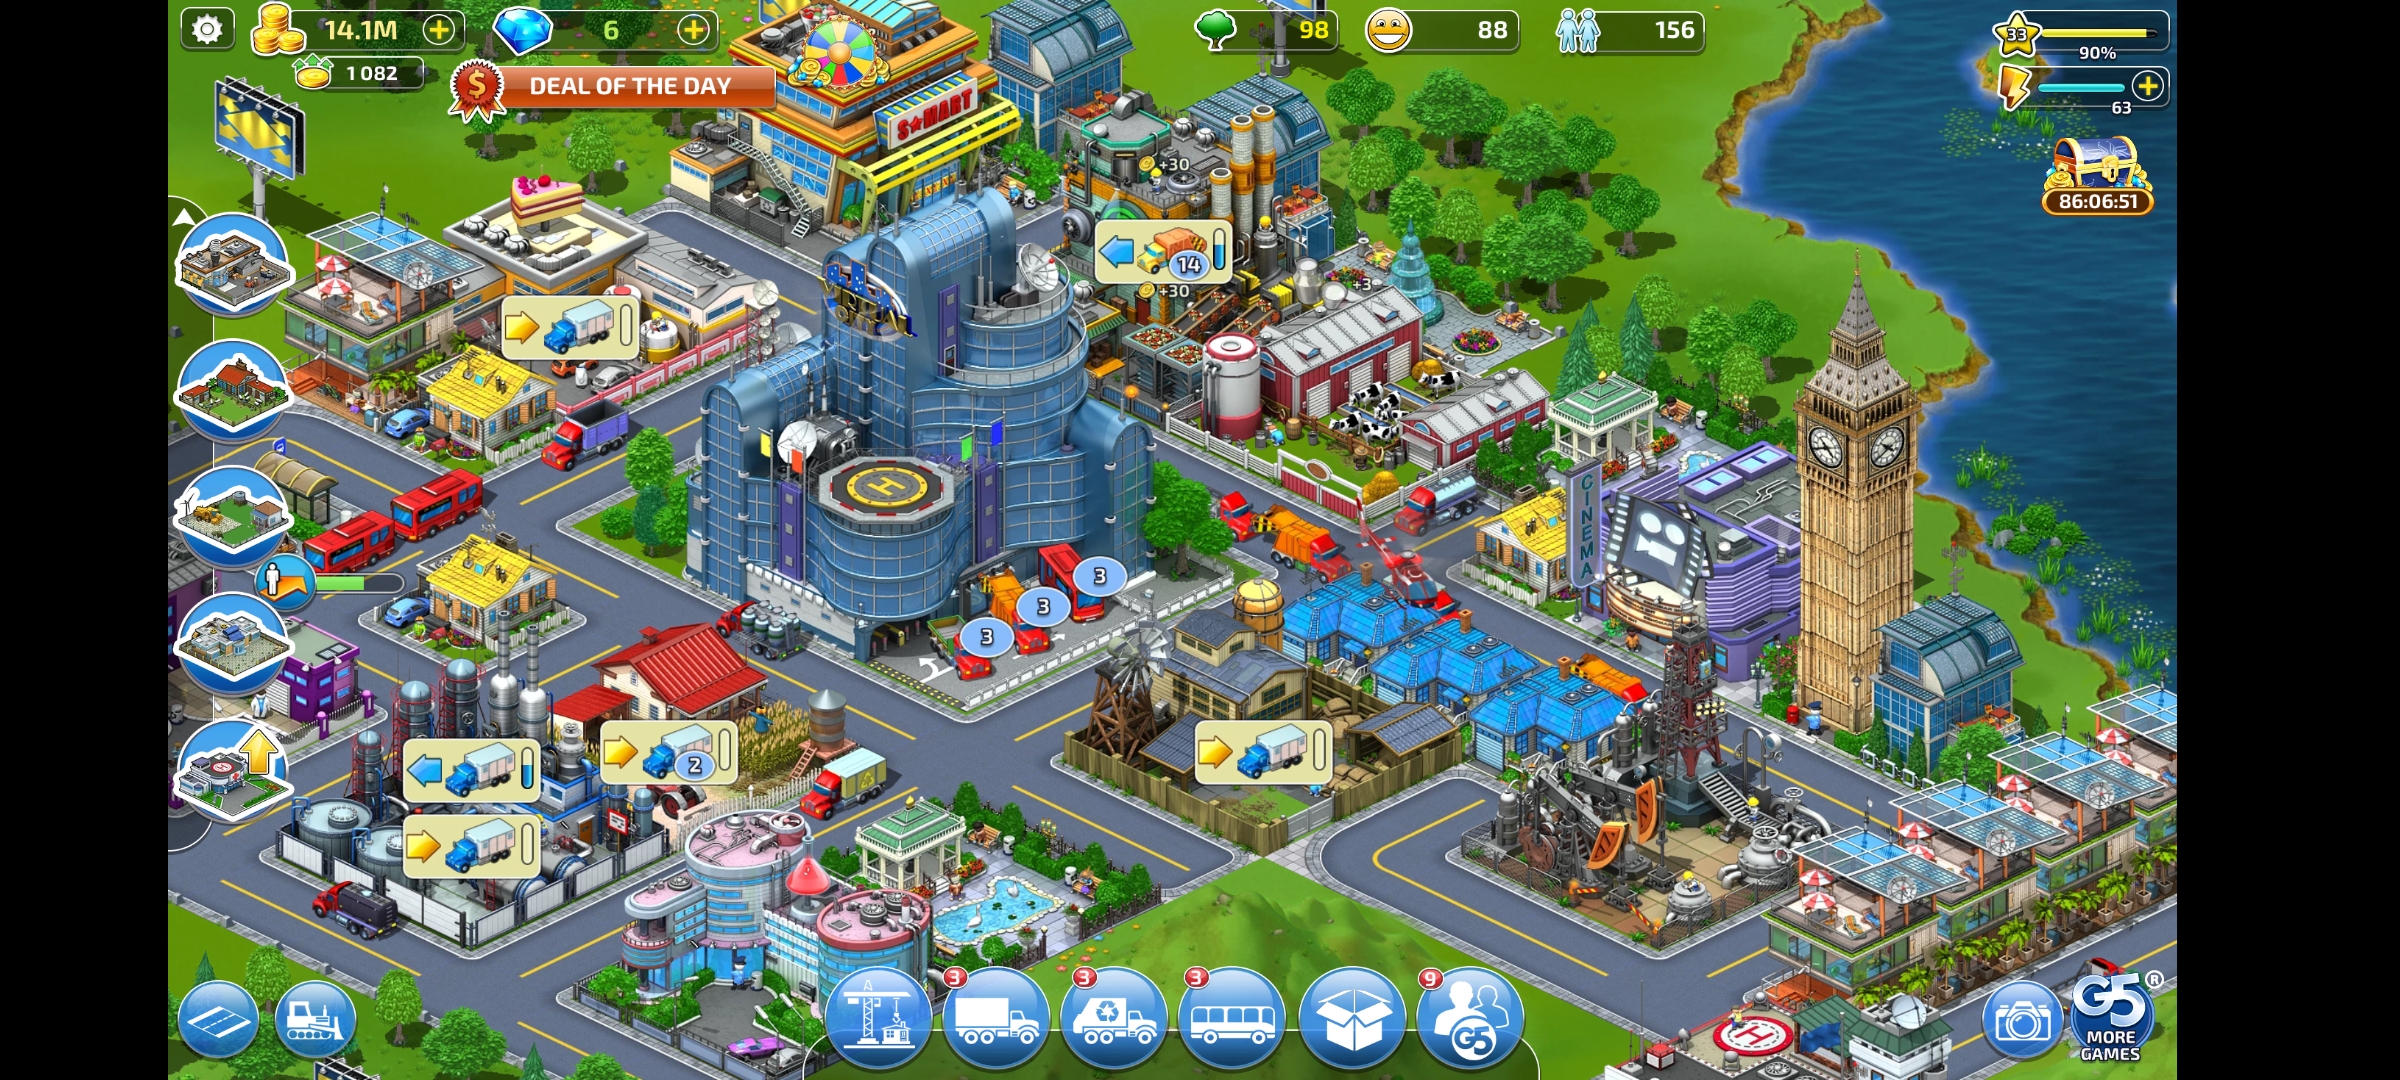 14.1M
6
98
88
156
33
90%
1 082
DEAL OF THE DAY
63
S★MART
+30
86:06:51
14
+30
+3
H
CINEMA
3
3
3
2
H
3
3
3
9
G5
G5®
MORE
GAMES